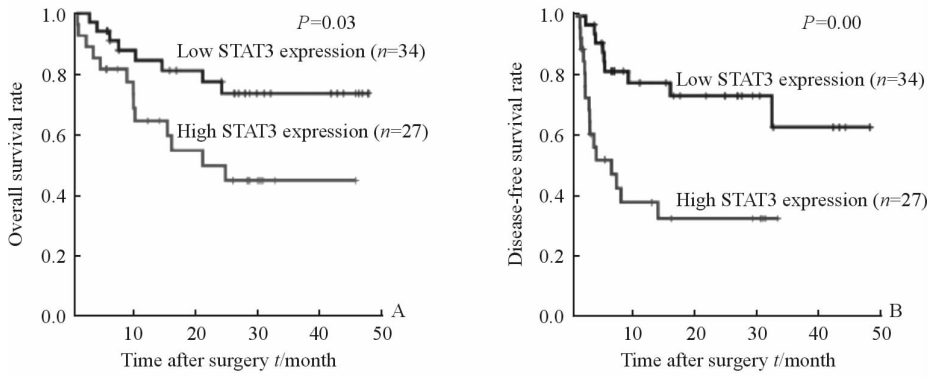 P=0.03
Low STAT3 expression (n=34)
High STAT3 expression (n=27)
Overall survival rate
1.0
0.8
0.6
0.4
0.2
0.0
10 20 30 40 50
A
Time after surgery t/month
P=0.00
Low STAT3 expression (n=34)
High STAT3 expression (n=27)
Disease-free survival rate
1.0
0.8
0.6
0.4
0.2
0.0
10 20 30 40 50
B
Time after surgery t/month